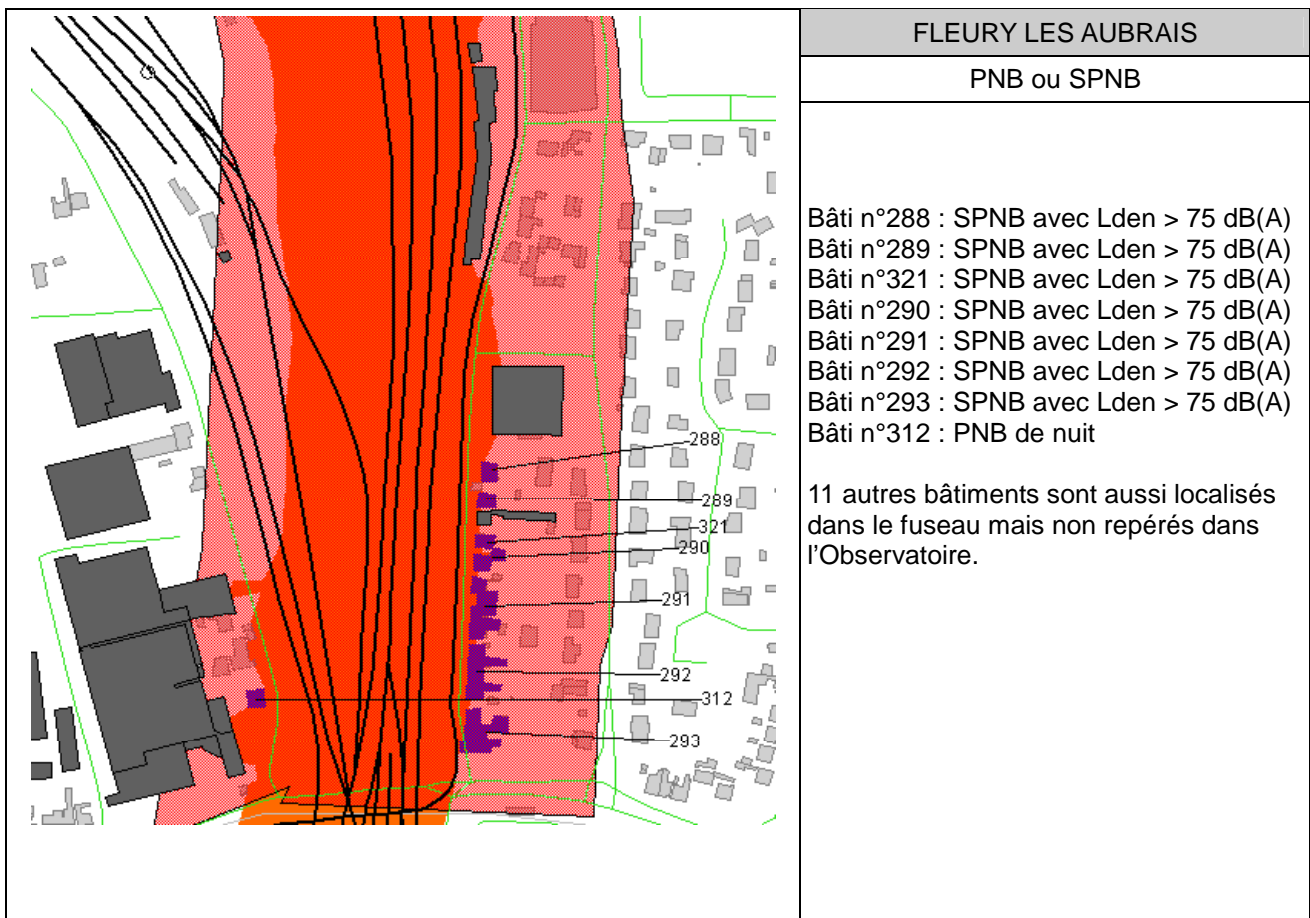 FLEURY LES AUBRAIS
PNB ou SPNB
Bâti n°288 : SPNB avec Lden > 75 dB(A)
Bâti n°289 : SPNB avec Lden > 75 dB(A)
Bâti n°321 : SPNB avec Lden > 75 dB(A)
Bâti n°290 : SPNB avec Lden > 75 dB(A)
Bâti n°291 : SPNB avec Lden > 75 dB(A)
Bâti n°292 : SPNB avec Lden > 75 dB(A)
Bâti n°293 : SPNB avec Lden > 75 dB(A)
Bâti n°312 : PNB de nuit
11 autres bâtiments sont aussi localisés
dans le fuseau mais non repérés dans
l’Observatoire.
288
289
321
290
291
292
312
293